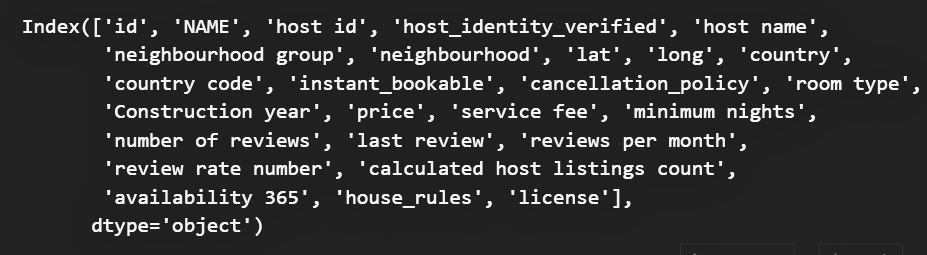 Index(['id', 'NAME', 'host id', 'host_identity_verified', 'host name',
'neighbourhood group', 'neighbourhood', 'lat', 'long', 'country',
'country code', 'instant_bookable', 'cancellation_policy', 'room type',
'Construction year', 'price', 'service fee', 'minimum nights',
'number of reviews', 'last review', 'reviews per month',
'review rate number', 'calculated host listings count',
'availability 365', 'house_rules', 'license'],
dtype='object')